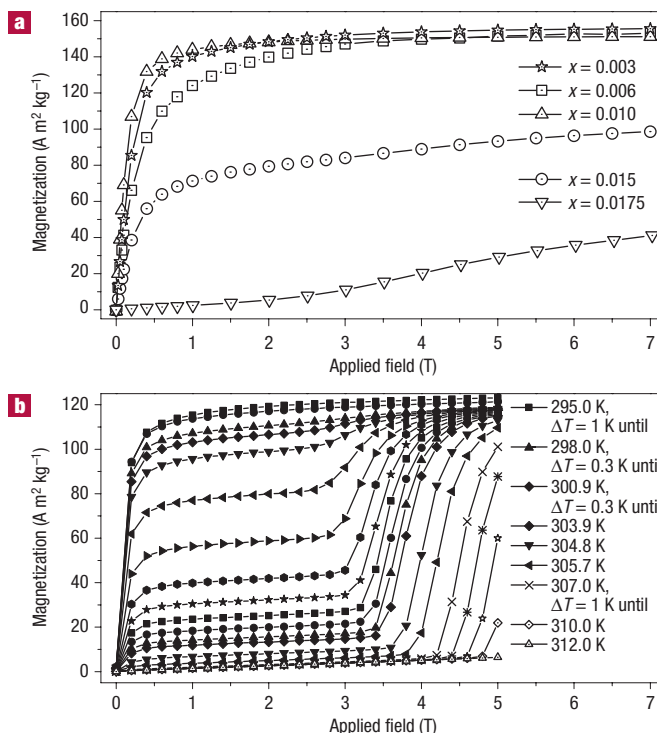 a
160
140
120
100
80
60
40
20
0
Magnetization (A m² kg⁻¹)
x = 0.003
x = 0.006
x = 0.010
x = 0.015
x = 0.0175
0 1 2 3 4 5 6 7
Applied field (T)
b
120
100
80
60
40
20
0
Magnetization (A m² kg⁻¹)
295.0 K,
ΔT = 1 K until
298.0 K,
ΔT = 0.3 K until
300.9 K,
ΔT = 0.3 K until
303.9 K
304.8 K
305.7 K
307.0 K,
ΔT = 1 K until
310.0 K
312.0 K
0 1 2 3 4 5 6 7
Applied field (T)